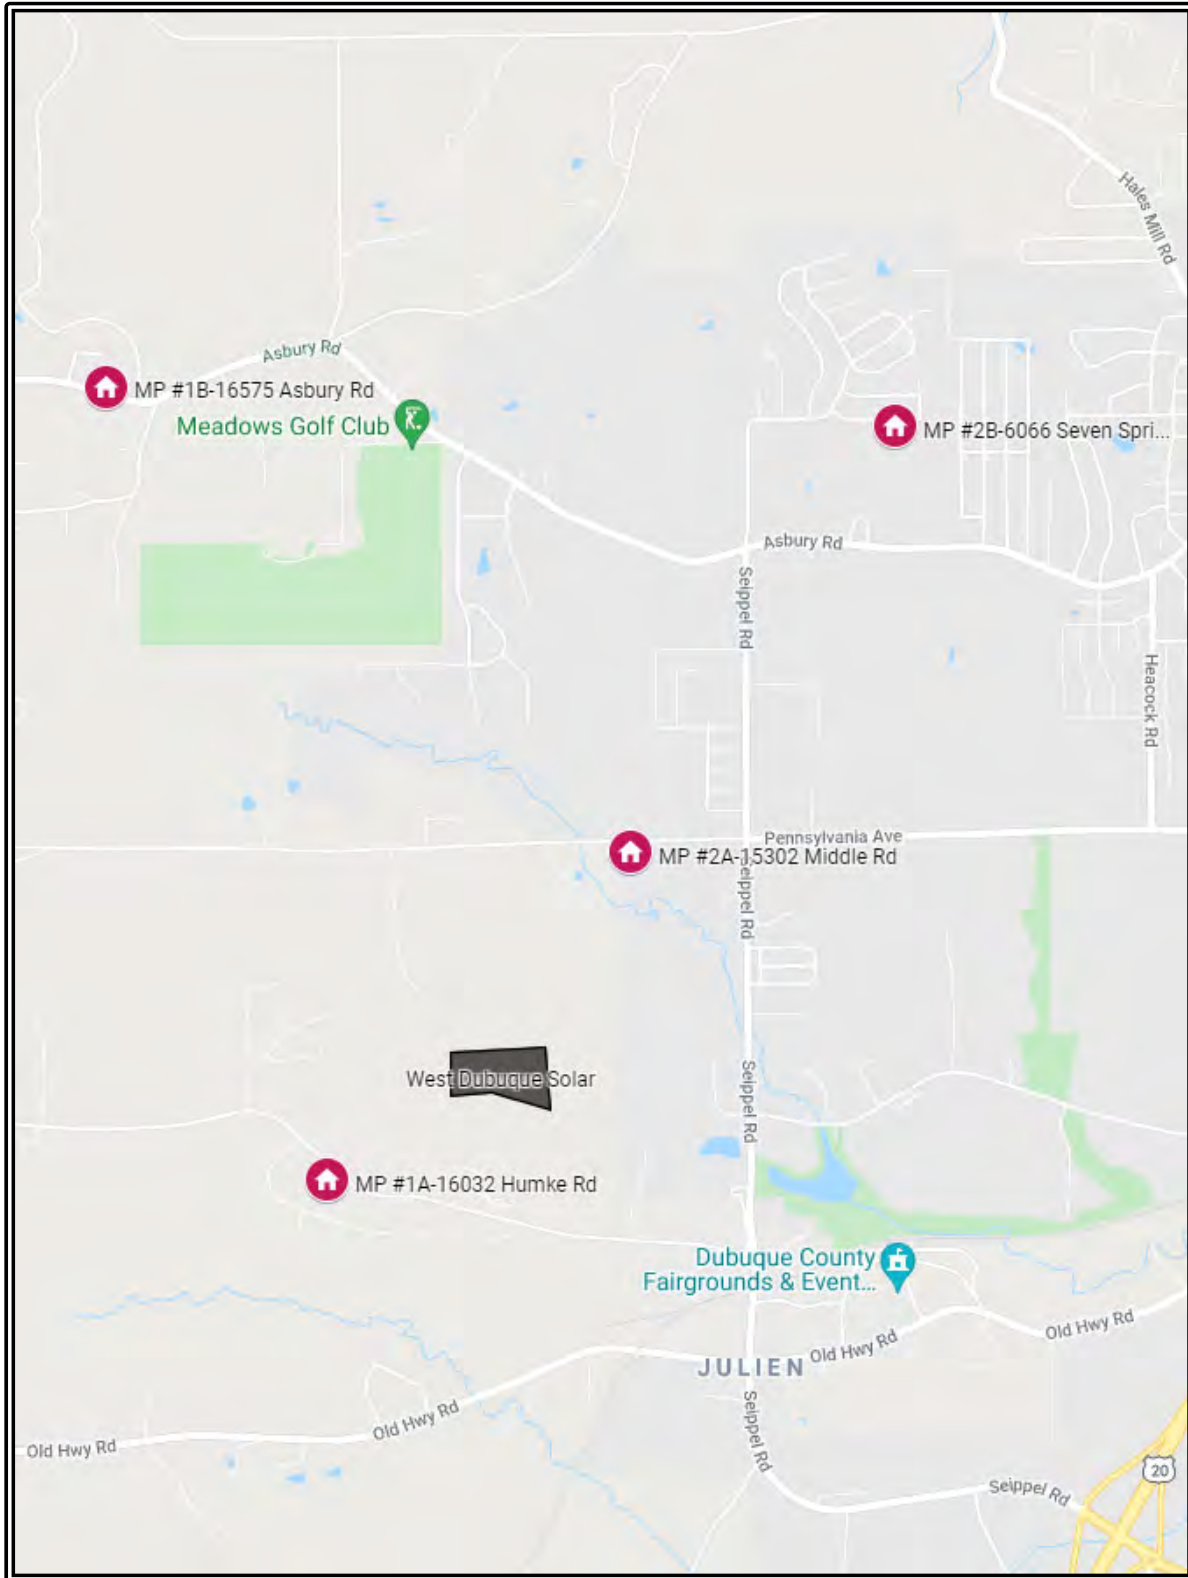 Hales Mill Rd
Asbury Rd
MP #1B-16575 Asbury Rd
Meadows Golf Club
MP #2B-6066 Seven Spri...
Asbury Rd
Seippel Rd
Heacock Rd
Pennsylvania Ave
MP #2A-15302 Middle Rd
Seippel Rd
West Dubuque Solar
Seippel Rd
MP #1A-16032 Humke Rd
Dubuque County
Fairgrounds & Event...
Old Hwy Rd
Old Hwy Rd
JULIEN
Old Hwy Rd
Old Hwy Rd
Seippel Rd
20
Seippel Rd